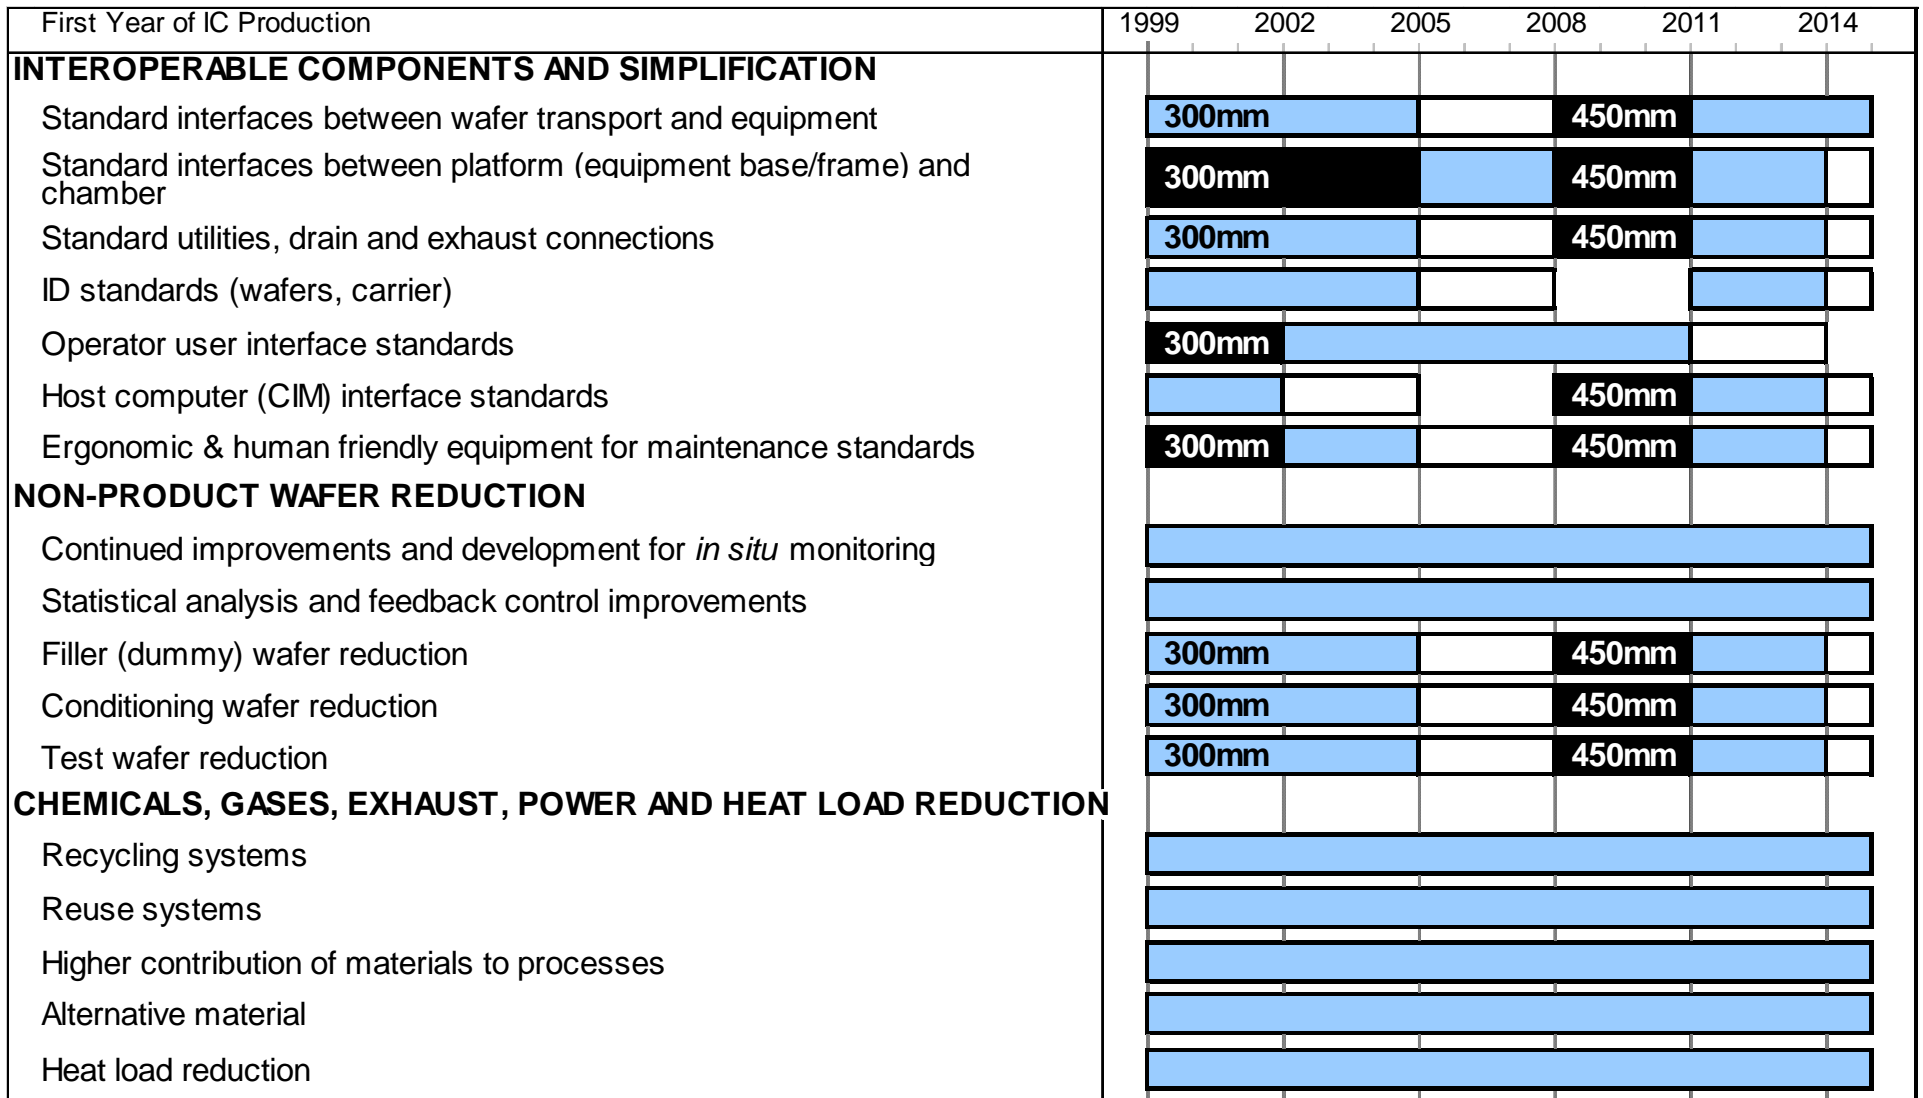 First Year of IC Production 1999 2002 2005 2008 2011 2014
INTEROPERABLE COMPONENTS AND SIMPLIFICATION
Standard interfaces between wafer transport and equipment 300mm 450mm
Standard interfaces between platform (equipment base/frame) and
chamber 300mm 450mm
Standard utilities, drain and exhaust connections 300mm 450mm
ID standards (wafers, carrier)
Operator user interface standards 300mm
Host computer (CIM) interface standards 450mm
Ergonomic & human friendly equipment for maintenance standards 300mm 450mm
NON-PRODUCT WAFER REDUCTION
Continued improvements and development for in situ monitoring
Statistical analysis and feedback control improvements
Filler (dummy) wafer reduction 300mm 450mm
Conditioning wafer reduction 300mm 450mm
Test wafer reduction 300mm 450mm
CHEMICALS, GASES, EXHAUST, POWER AND HEAT LOAD REDUCTION
Recycling systems
Reuse systems
Higher contribution of materials to processes
Alternative material
Heat load reduction